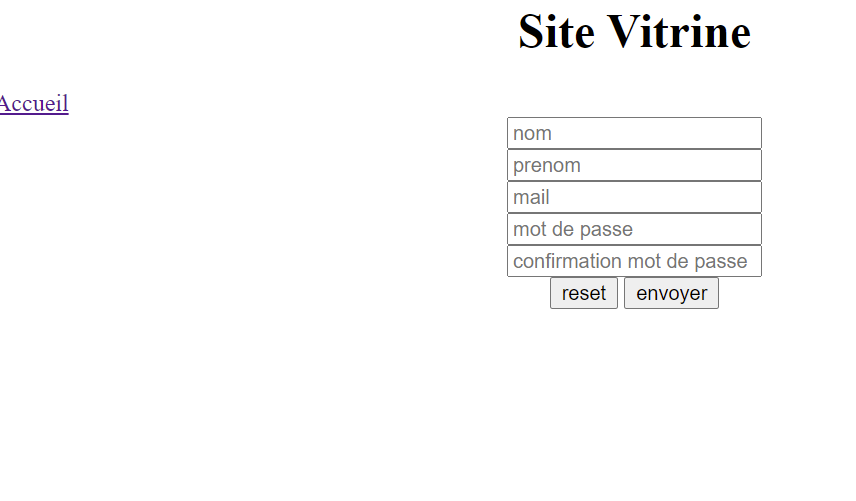 Site Vitrine
Accueil
nom
prenom
mail
mot de passe
confirmation mot de passe
reset envoyer